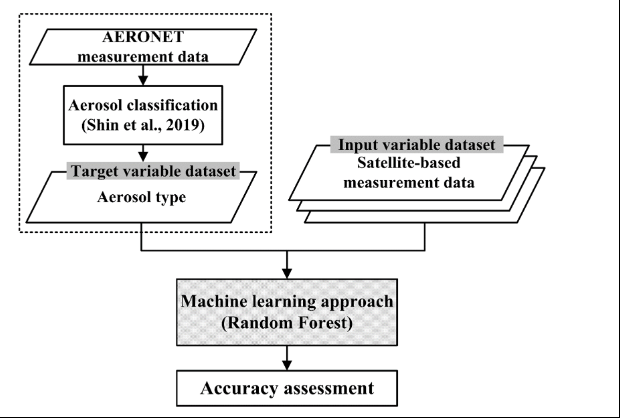 AERONET
measurement data
Aerosol classification
(Shin et al., 2019)
Target variable dataset
Aerosol type
Input variable dataset
Satellite-based
measurement data
Machine learning approach
(Random Forest)
Accuracy assessment